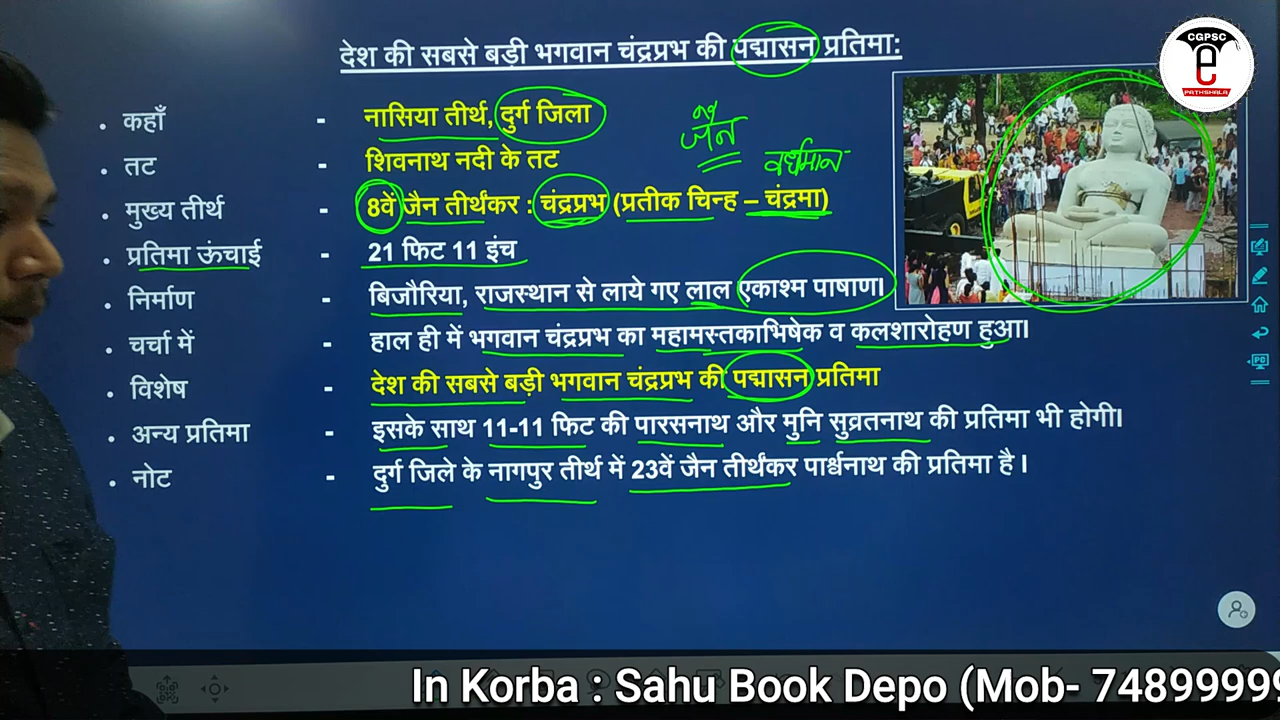 देश की सबसे बड़ी भगवान चंद्रप्रभ की पद्मासन प्रतिमा:
CGPSC
e
PATHSHALA
कहाँ - नासिया तीर्थ, दुर्ग जिला
जैन
वर्धमान
तट - शिवनाथ नदी के तट
मुख्य तीर्थ - 8वें जैन तीर्थंकर : चंद्रप्रभ (प्रतीक चिन्ह – चंद्रमा)
प्रतिमा ऊंचाई - 21 फिट 11 इंच
निर्माण - बिजौरिया, राजस्थान से लाये गए लाल एकाश्म पाषाण।
चर्चा में - हाल ही में भगवान चंद्रप्रभ का महामस्तकाभिषेक व कलशारोहण हुआ।
विशेष - देश की सबसे बड़ी भगवान चंद्रप्रभ की पद्मासन प्रतिमा
अन्य प्रतिमा - इसके साथ 11-11 फिट की पारसनाथ और मुनि सुव्रतनाथ की प्रतिमा भी होगी।
नोट - दुर्ग जिले के नागपुर तीर्थ में 23वें जैन तीर्थंकर पार्श्वनाथ की प्रतिमा है ।
In Korba : Sahu Book Depo (Mob- 74899999